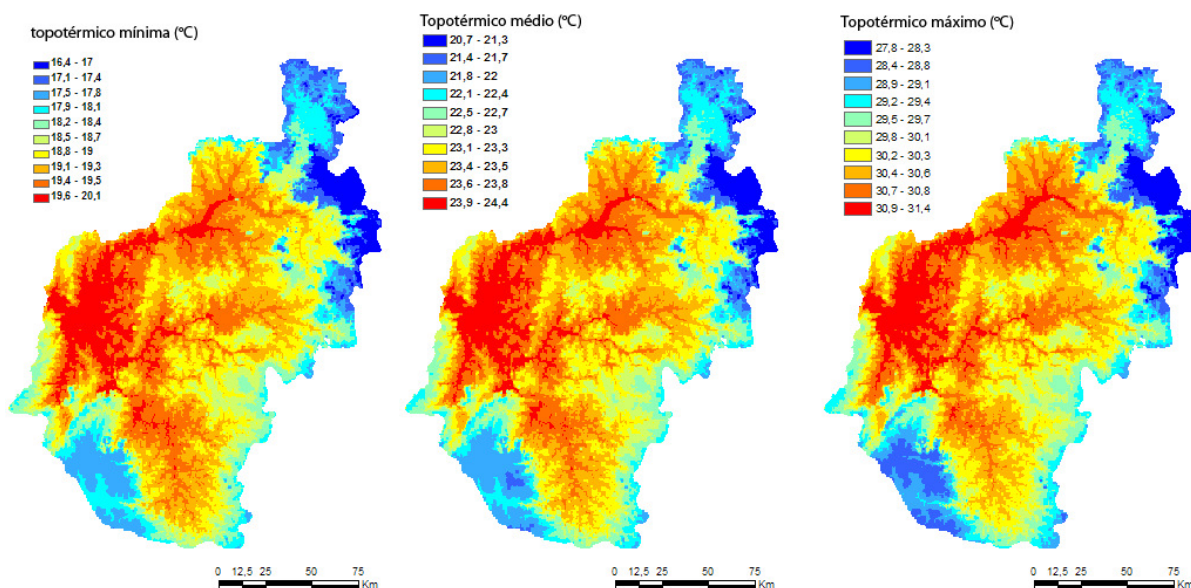 topotérmico mínima (ºC)
16,4 - 17
17,1 - 17,4
17,5 - 17,8
17,9 - 18,1
18,2 - 18,4
18,5 - 18,7
18,8 - 19
19,1 - 19,3
19,4 - 19,5
19,6 - 20,1
0 12,5 25 50 75
Km
Topotérmico médio (ºC)
20,7 - 21,3
21,4 - 21,7
21,8 - 22
22,1 - 22,4
22,5 - 22,7
22,8 - 23
23,1 - 23,3
23,4 - 23,5
23,6 - 23,8
23,9 - 24,4
0 12,5 25 50 75
Km
Topotérmico máximo (ºC)
27,8 - 28,3
28,4 - 28,8
28,9 - 29,1
29,2 - 29,4
29,5 - 29,7
29,8 - 30,1
30,2 - 30,3
30,4 - 30,6
30,7 - 30,8
30,9 - 31,4
0 12,5 25 50 75
Km